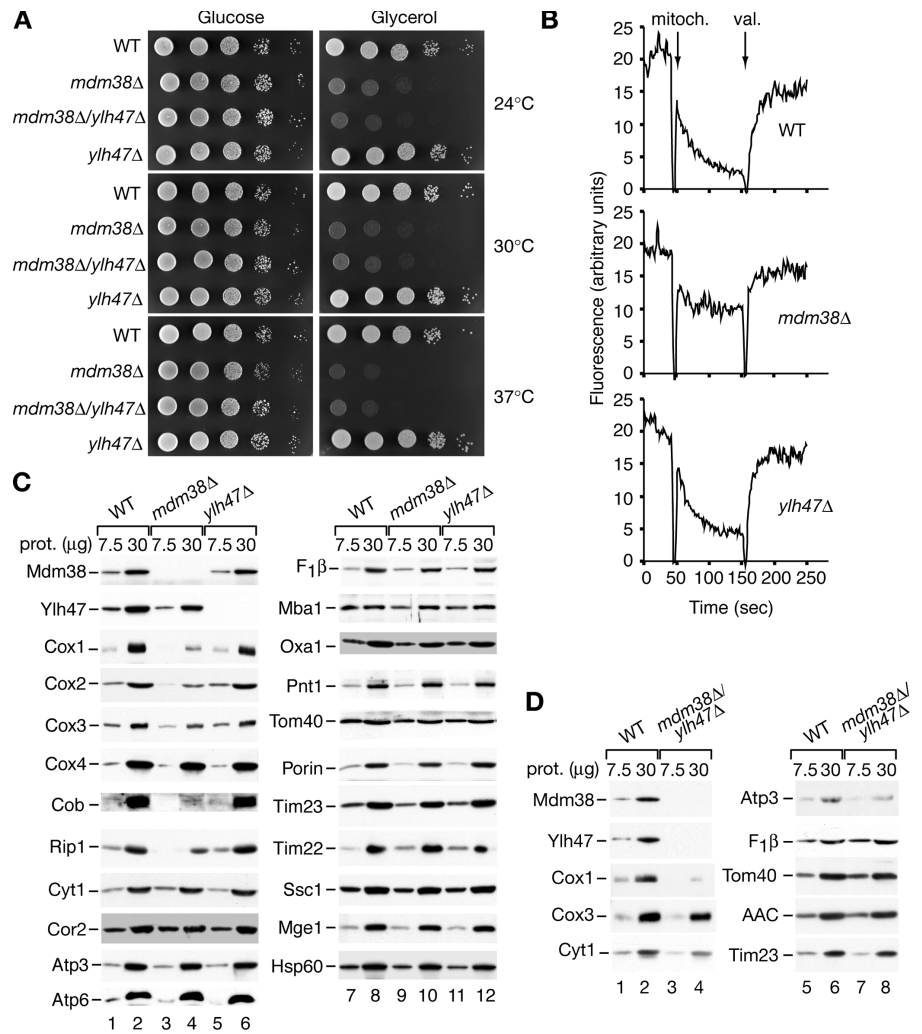 A
Glucose Glycerol
WT
mdm38Δ
mdm38Δ/ylh47Δ
ylh47Δ
24°C
WT
mdm38Δ
mdm38Δ/ylh47Δ
ylh47Δ
30°C
WT
mdm38Δ
mdm38Δ/ylh47Δ
ylh47Δ
37°C
B
mitoch. val.
25
20
15
10
5
0
WT
25
20
15
10
5
0
mdm38Δ
25
20
15
10
5
0
ylh47Δ
Fluorescence (arbitrary units)
0 50 100 150 200 250
Time (sec)
C
WT mdm38Δ ylh47Δ
prot. (µg) 7.5 30 7.5 30 7.5 30
Mdm38
Ylh47
Cox1
Cox2
Cox3
Cox4
Cob
Rip1
Cyt1
Cor2
Atp3
Atp6
1 2 3 4 5 6
WT mdm38Δ ylh47Δ
7.5 30 7.5 30 7.5 30
F1β
Mba1
Oxa1
Pnt1
Tom40
Porin
Tim23
Tim22
Ssc1
Mge1
Hsp60
7 8 9 10 11 12
D
WT mdm38Δ/
ylh47Δ
prot. (µg) 7.5 30 7.5 30
Mdm38
Ylh47
Cox1
Cox3
Cyt1
1 2 3 4
WT mdm38Δ/
ylh47Δ
7.5 30 7.5 30
Atp3
F1β
Tom40
AAC
Tim23
5 6 7 8